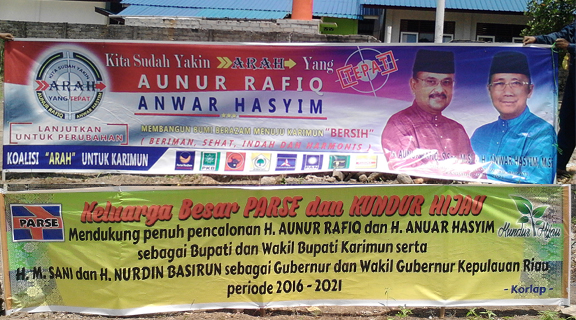 Kita Sudah Yakin ARAH Yang
TEPAT
AUNUR RAFIQ
ANWAR HASYIM
KITA SUDAH YAKIN
ARAH
YANG TEPAT
LANJUTKAN
UNTUK PERUBAHAN
MEMBANGUN BUMI BERAZAM MENUJU KARIMUN "BERSIH"
( BERIMAN, SEHAT, INDAH DAN HARMONIS )
KOALISI "ARAH" UNTUK KARIMUN
PARSE
Keluarga Besar PARSE dan KUNDUR HIJAU
Mendukung penuh pencalonan H. AUNUR RAFIQ dan H. ANUAR HASYIM
sebagai Bupati dan Wakil Bupati Karimun serta
H. M. SANI dan H. NURDIN BASIRUN sebagai Gubernur dan Wakil Gubernur Kepulauan Riau
periode 2016 - 2021
Kundur Hijau
- Korlap -